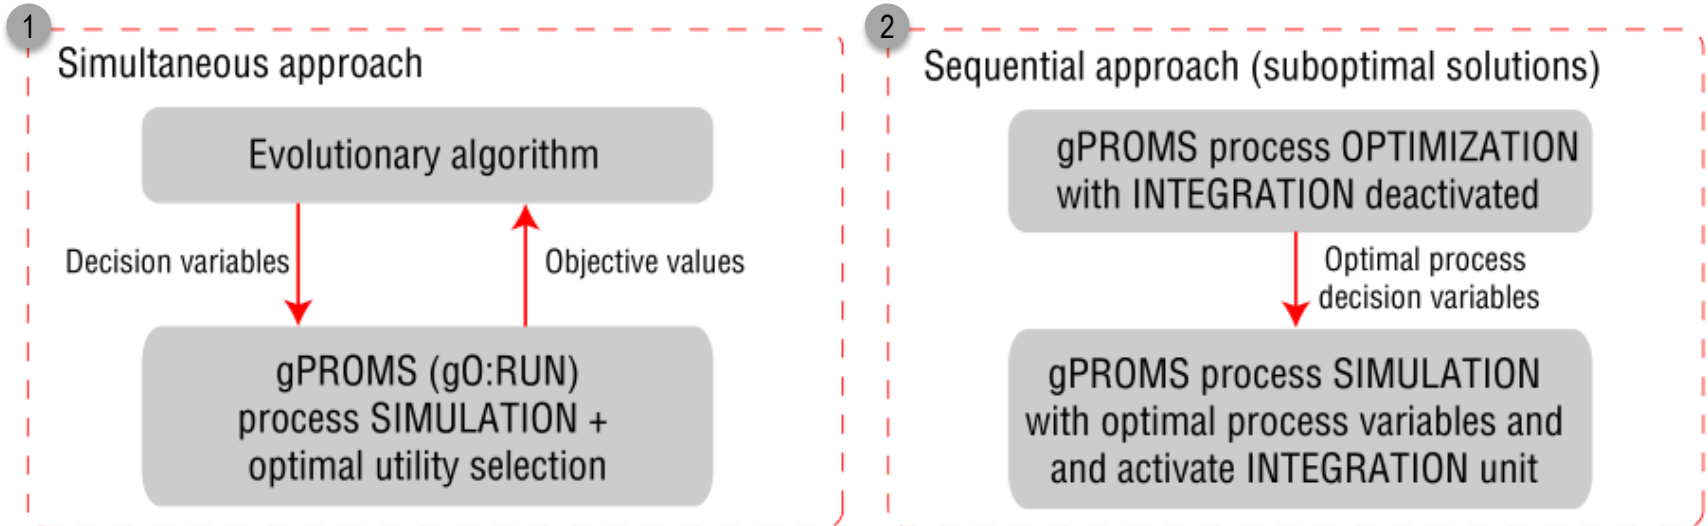 1
Simultaneous approach
Evolutionary algorithm
Decision variables
Objective values
gPROMS (gO:RUN)
process SIMULATION +
optimal utility selection
2
Sequential approach (suboptimal solutions)
gPROMS process OPTIMIZATION
with INTEGRATION deactivated
Optimal process
decision variables
gPROMS process SIMULATION
with optimal process variables and
and activate INTEGRATION unit